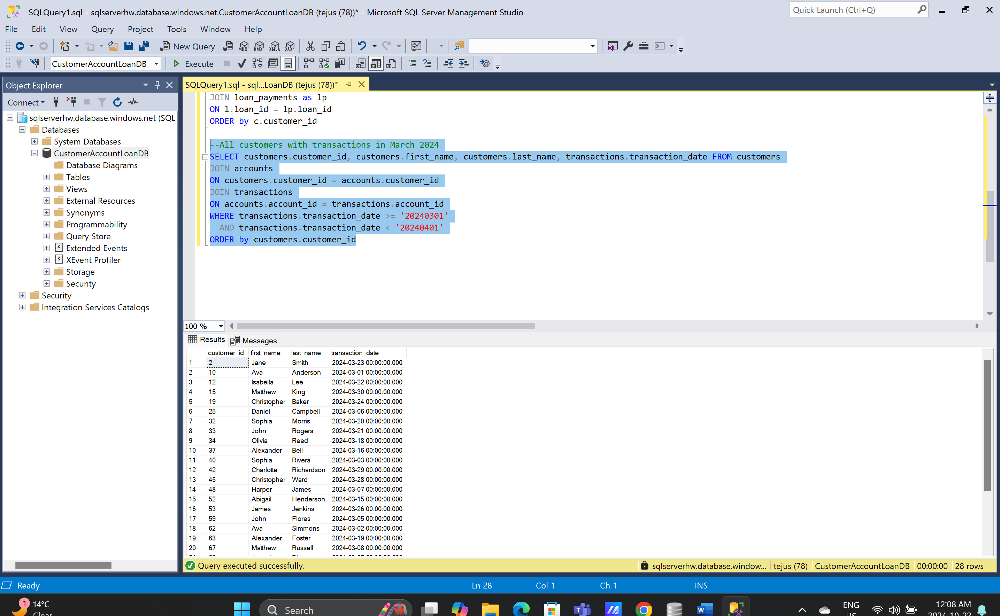 SQLQuery1.sql - sqlserverhw.database.windows.net.CustomerAccountLoanDB (tejus (78))* - Microsoft SQL Server Management Studio
Quick Launch (Ctrl+Q)
File Edit View Query Project Tools Window Help
New Query MDX DMX XMLA DAX
CustomerAccountLoanDB Execute
Object Explorer
Connect
sqlserverhw.database.windows.net (SQL
Databases
System Databases
CustomerAccountLoanDB
Database Diagrams
Tables
Views
External Resources
Synonyms
Programmability
Query Store
Extended Events
XEvent Profiler
Storage
Security
Security
Integration Services Catalogs
SQLQuery1.sql - sql...LoanDB (tejus (78))*
JOIN loan_payments as lp
ON l.loan_id = lp.loan_id
ORDER by c.customer_id
--All customers with transactions in March 2024
SELECT customers.customer_id, customers.first_name, customers.last_name, transactions.transaction_date FROM customers
JOIN accounts
ON customers.customer_id = accounts.customer_id
JOIN transactions
ON accounts.account_id = transactions.account_id
WHERE transactions.transaction_date >= '20240301'
AND transactions.transaction_date < '20240401'
ORDER by customers.customer_id
100 %
Results Messages
customer_id first_name last_name transaction_date
1 2 Jane Smith 2024-03-23 00:00:00.000
2 10 Ava Anderson 2024-03-01 00:00:00.000
3 12 Isabella Lee 2024-03-22 00:00:00.000
4 15 Matthew King 2024-03-30 00:00:00.000
5 19 Christopher Baker 2024-03-24 00:00:00.000
6 25 Daniel Campbell 2024-03-06 00:00:00.000
7 32 Sophia Morris 2024-03-20 00:00:00.000
8 33 John Rogers 2024-03-21 00:00:00.000
9 34 Olivia Reed 2024-03-18 00:00:00.000
10 37 Alexander Bell 2024-03-16 00:00:00.000
11 40 Sophia Rivera 2024-03-03 00:00:00.000
12 42 Charlotte Richardson 2024-03-29 00:00:00.000
13 45 Christopher Ward 2024-03-28 00:00:00.000
14 48 Harper James 2024-03-07 00:00:00.000
15 52 Abigail Henderson 2024-03-15 00:00:00.000
16 53 James Jenkins 2024-03-26 00:00:00.000
17 59 John Flores 2024-03-05 00:00:00.000
18 62 Ava Simmons 2024-03-02 00:00:00.000
19 63 Alexander Foster 2024-03-19 00:00:00.000
20 67 Matthew Russell 2024-03-08 00:00:00.000
Query executed successfully. sqlserverhw.database.window... tejus (78) CustomerAccountLoanDB 00:00:00 28 rows
Ready Ln 28 Col 1 Ch 1 INS
1 14°C Search ENG 12:08 AM
Clear US 2024-10-22